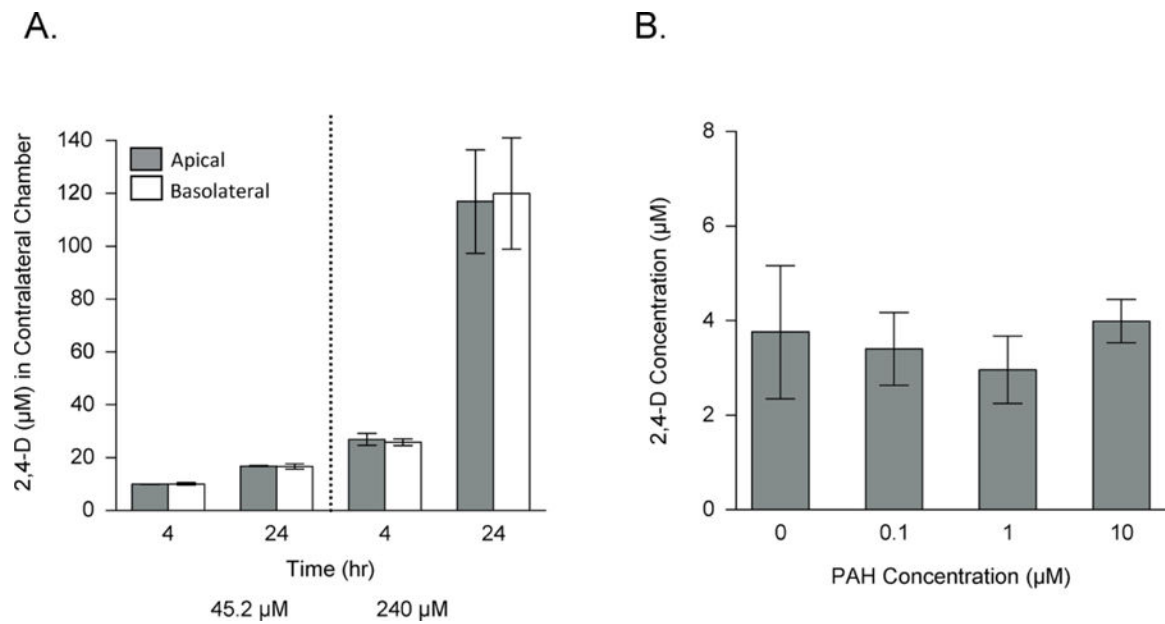 A.
2,4-D (µM) in Contralateral Chamber
140
120
100
80
60
40
20
0
Apical
Basolateral
4 24 4 24
Time (hr)
45.2 µM 240 µM
B.
2,4-D Concentration (µM)
8
6
4
2
0
0 0.1 1 10
PAH Concentration (µM)